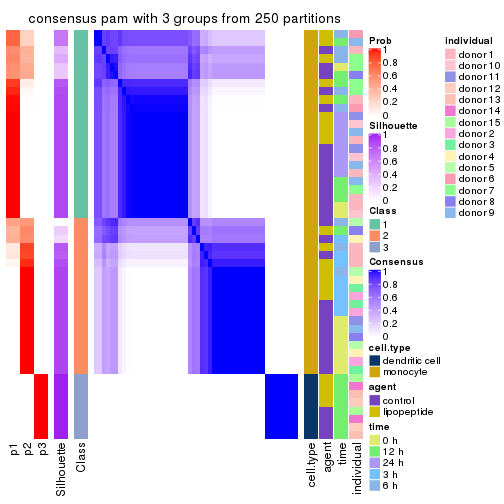 consensus pam with 3 groups from 250 partitions
Prob
1
0.8
0.6
0.4
0.2
0
Silhouette
1
0.8
0.6
0.4
0.2
0
Class
1
2
3
Consensus
1
0.8
0.6
0.4
0.2
0
cell.type
dendritic cell
monocyte
agent
control
lipopeptide
time
0 h
12 h
24 h
3 h
6 h
individual
donor 1
donor 10
donor 11
donor 12
donor 13
donor 14
donor 15
donor 2
donor 3
donor 4
donor 5
donor 6
donor 7
donor 8
donor 9
p1
p2
p3
Silhouette
Class
cell.type
agent
time
individual